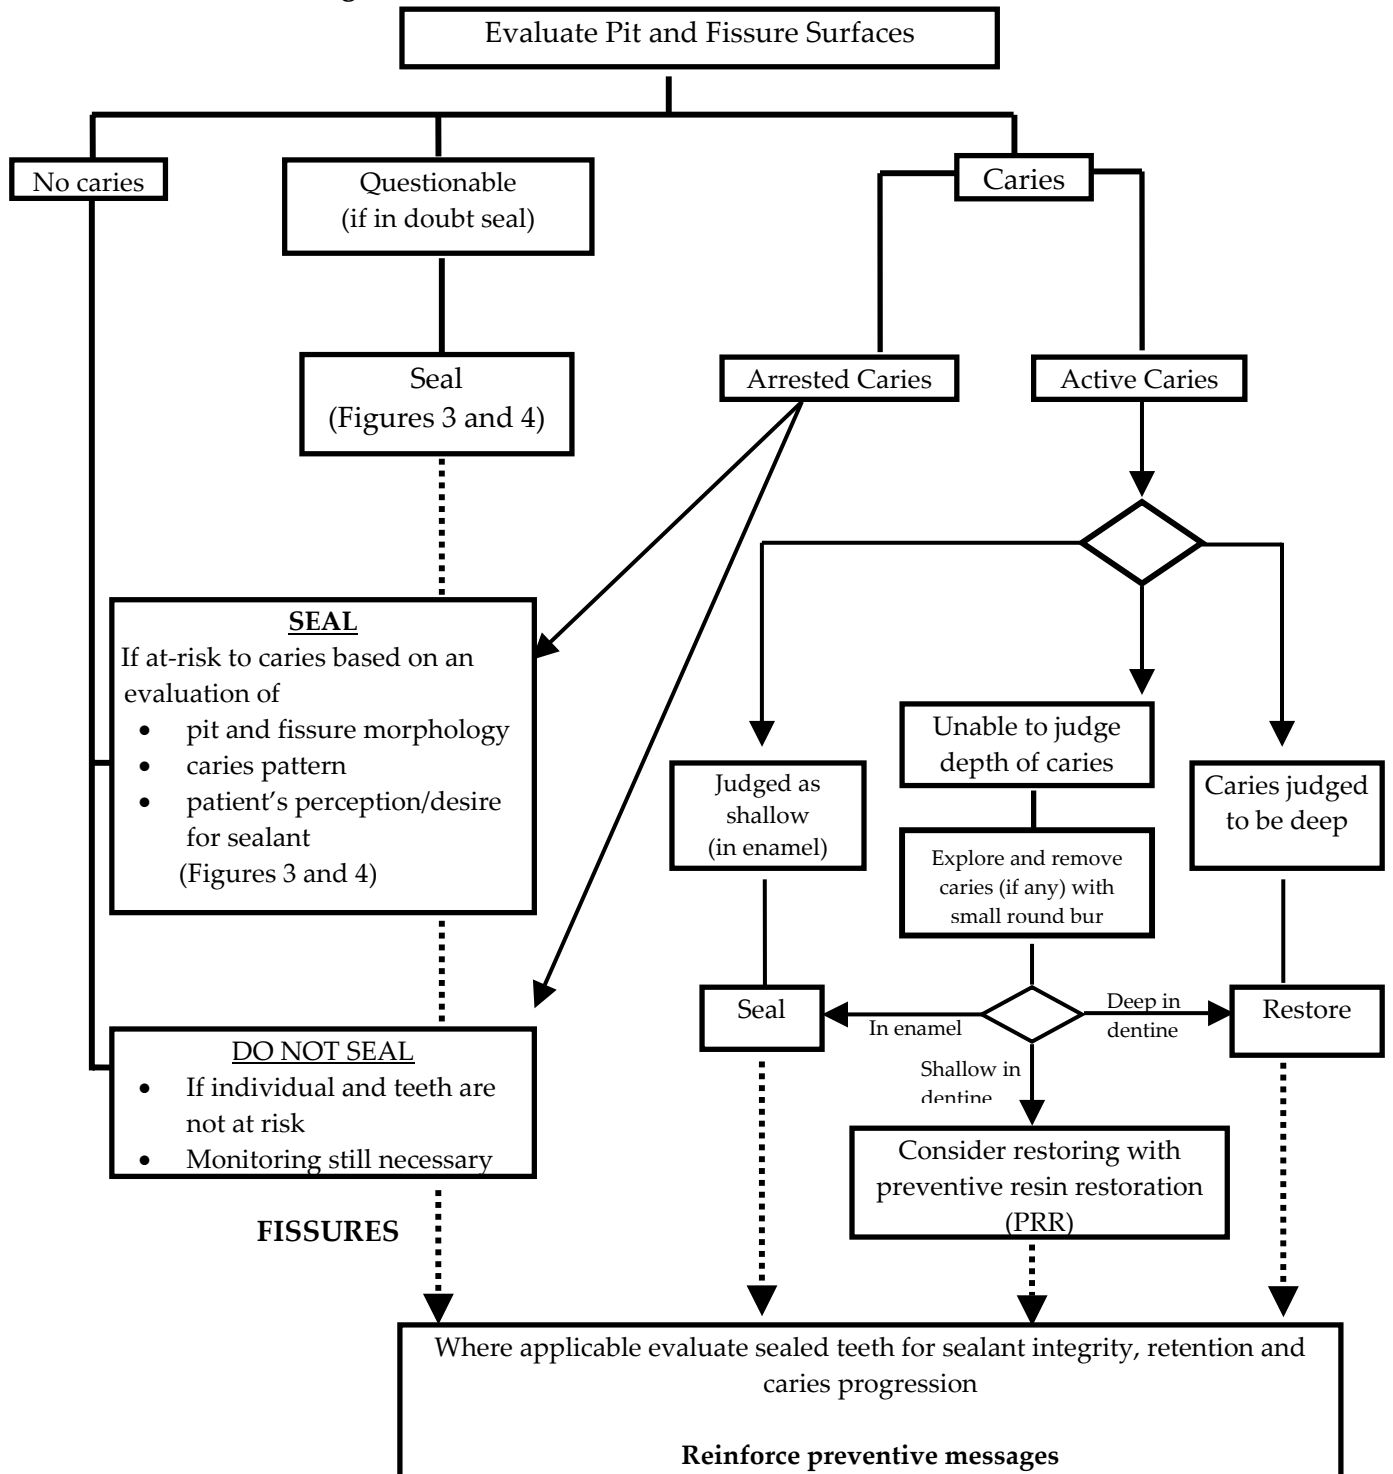 Evaluate Pit and Fissure Surfaces
No caries
Questionable
(if in doubt seal)
Caries
Seal
(Figures 3 and 4)
Arrested Caries
Active Caries
SEAL
If at-risk to caries based on an
evaluation of
• pit and fissure morphology
• caries pattern
• patient’s perception/desire
for sealant
(Figures 3 and 4)
Judged as
shallow
(in enamel)
Unable to judge
depth of caries
Caries judged
to be deep
Explore and remove
caries (if any) with
small round bur
Seal
In enamel
Deep in
dentine
Restore
Shallow in
dentine
DO NOT SEAL
• If individual and teeth are
not at risk
• Monitoring still necessary
Consider restoring with
preventive resin restoration
(PRR)
FISSURES
Where applicable evaluate sealed teeth for sealant integrity, retention and
caries progression
Reinforce preventive messages